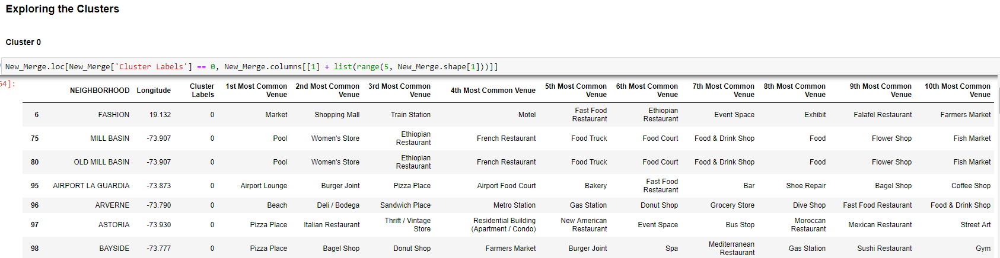 Exploring the Clusters
Cluster 0
New_Merge.loc[New_Merge['Cluster Labels'] == 0, New_Merge.columns[[1] + list(range(5, New_Merge.shape[1]))]]
54]:
NEIGHBORHOOD Longitude Cluster Labels 1st Most Common Venue 2nd Most Common Venue 3rd Most Common Venue 4th Most Common Venue 5th Most Common Venue 6th Most Common Venue 7th Most Common Venue 8th Most Common Venue 9th Most Common Venue 10th Most Common Venue
6 FASHION 19.132 0 Market Shopping Mall Train Station Motel Fast Food Restaurant Ethiopian Restaurant Event Space Exhibit Falafel Restaurant Farmers Market
75 MILL BASIN -73.907 0 Pool Women's Store Ethiopian Restaurant French Restaurant Food Truck Food Court Food & Drink Shop Food Flower Shop Fish Market
80 OLD MILL BASIN -73.907 0 Pool Women's Store Ethiopian Restaurant French Restaurant Food Truck Food Court Food & Drink Shop Food Flower Shop Fish Market
95 AIRPORT LA GUARDIA -73.873 0 Airport Lounge Burger Joint Pizza Place Airport Food Court Bakery Fast Food Restaurant Bar Shoe Repair Bagel Shop Coffee Shop
96 ARVERNE -73.790 0 Beach Deli / Bodega Sandwich Place Metro Station Gas Station Donut Shop Grocery Store Dive Shop Fast Food Restaurant Food & Drink Shop
97 ASTORIA -73.930 0 Pizza Place Italian Restaurant Thrift / Vintage Store Residential Building (Apartment / Condo) New American Restaurant Event Space Bus Stop Moroccan Restaurant Mexican Restaurant Street Art
98 BAYSIDE -73.777 0 Pizza Place Bagel Shop Donut Shop Farmers Market Burger Joint Spa Mediterranean Restaurant Gas Station Sushi Restaurant Gym